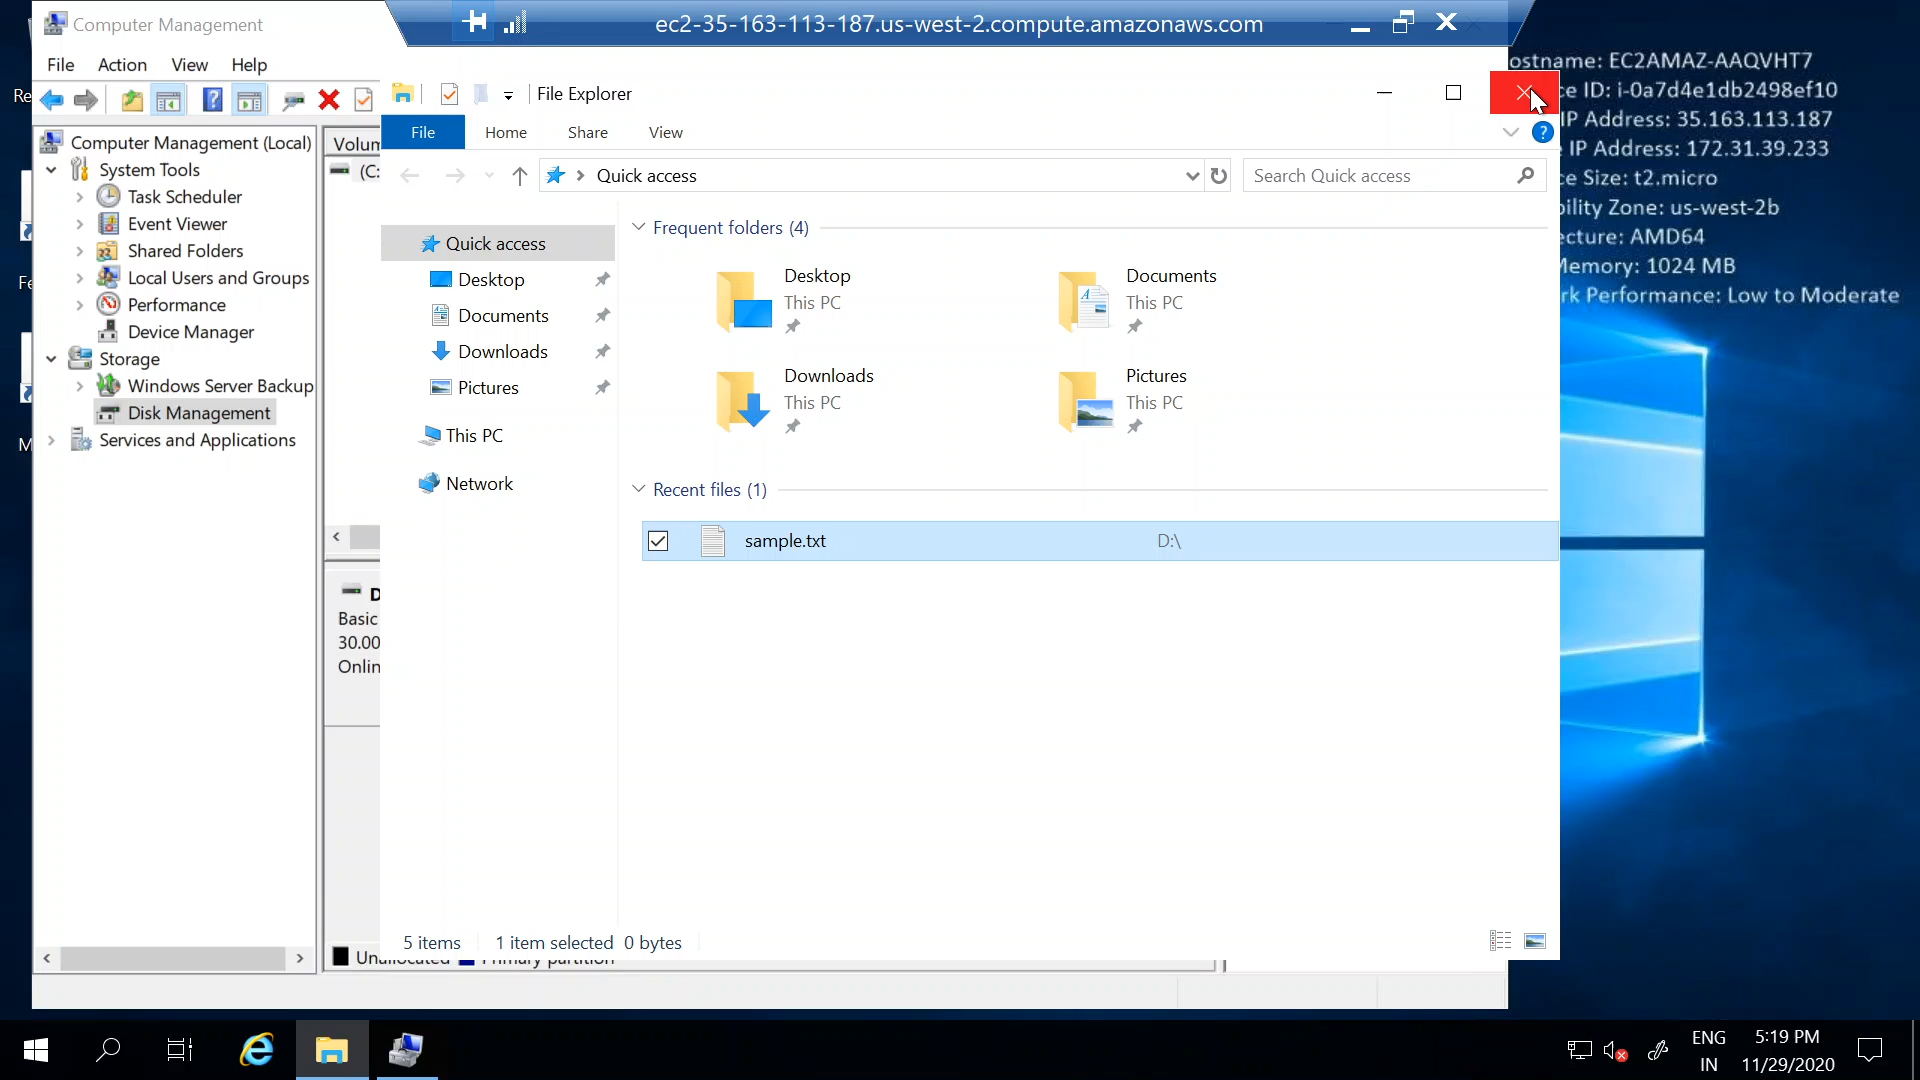 Computer Management
ec2-35-163-113-187.us-west-2.compute.amazonaws.com
File Action View Help
Computer Management (Local)
System Tools
Task Scheduler
Event Viewer
Shared Folders
Local Users and Groups
Performance
Device Manager
Storage
Windows Server Backup
Disk Management
Services and Applications
Volum
(C:
Basic
30.00
Onlin
File Explorer
File Home Share View
Quick access
Search Quick access
Quick access
Desktop
Documents
Downloads
Pictures
This PC
Network
Frequent folders (4)
Desktop
This PC
Documents
This PC
Downloads
This PC
Pictures
This PC
Recent files (1)
sample.txt D:\
5 items 1 item selected 0 bytes
Unallocated Primary partition
ostname: EC2AMAZ-AAQVHT7
ce ID: i-0a7d4e1db2498ef10
IP Address: 35.163.113.187
IP Address: 172.31.39.233
ce Size: t2.micro
bility Zone: us-west-2b
ecture: AMD64
Memory: 1024 MB
rk Performance: Low to Moderate
ENG
IN
5:19 PM
11/29/2020